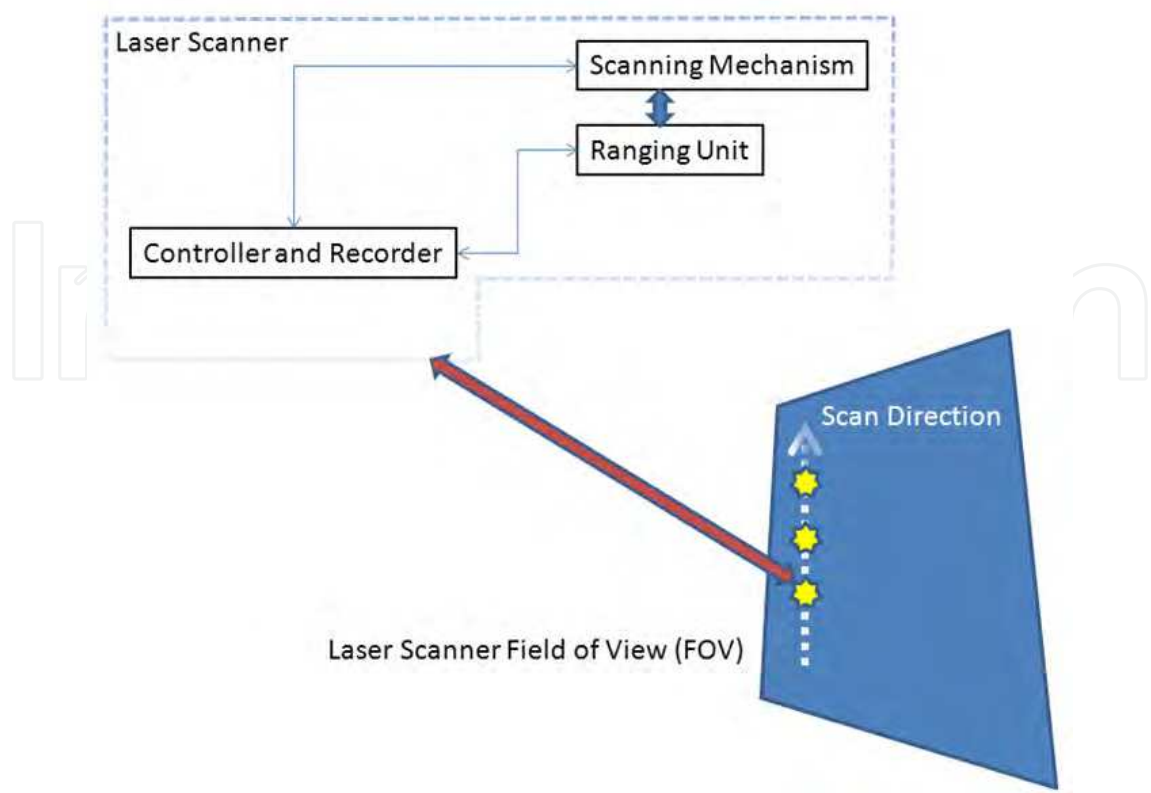 Laser Scanner
Scanning Mechanism
Ranging Unit
Controller and Recorder
Scan Direction
Laser Scanner Field of View (FOV)